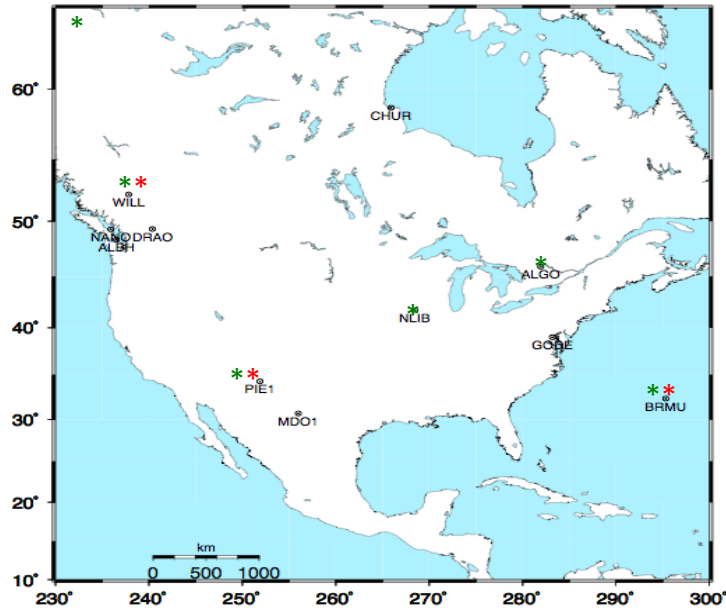 60°
CHUR
WILL
50°
NANO DRAO
ALBH
ALGO
NLIB
40°
GODE
PIE1
BRMU
30°
MDO1
20°
km
0 500 1000
10°
230 240 250 260 270 280 290 300